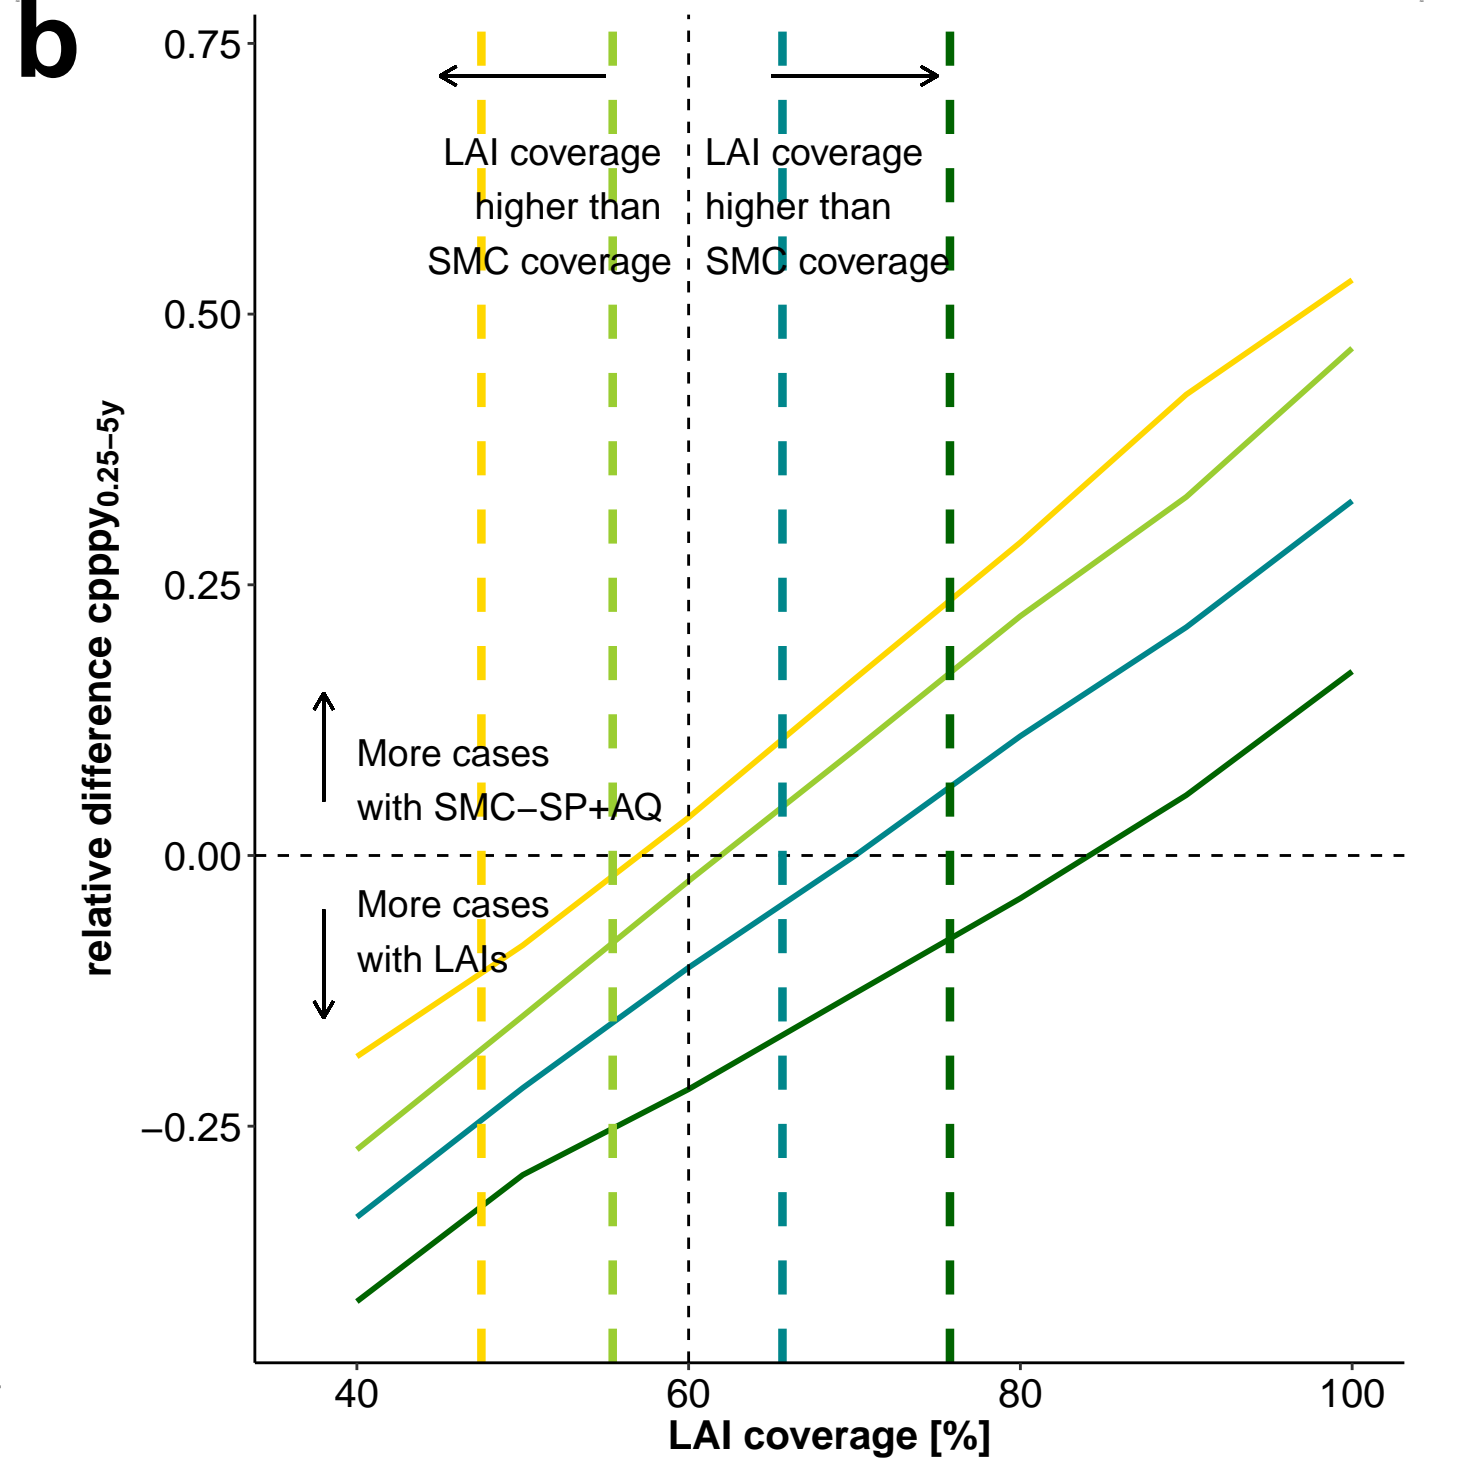 b
0.75
LAI coverage
higher than
SMC coverage
LAI coverage
higher than
SMC coverage
0.50
0.25
More cases
with SMC−SP+AQ
0.00
More cases
with LAIs
−0.25
relative difference cpppy0.25−5y
40
60
80
100
LAI coverage [%]